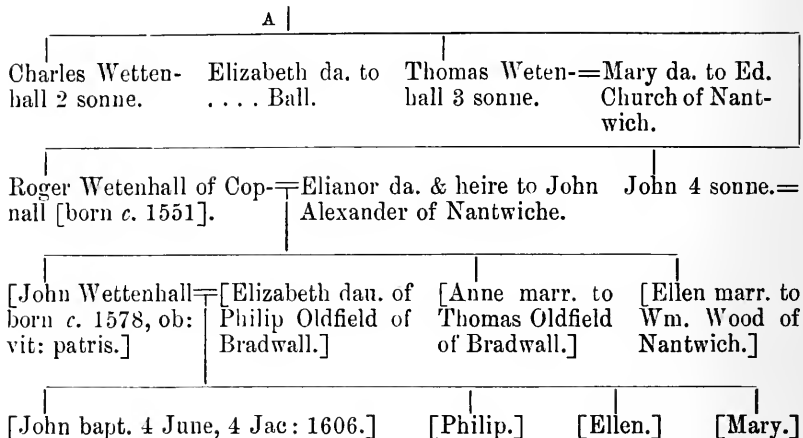 A
Charles Wetten- Elizabeth da. to Thomas Weten-=Mary da. to Ed.
hall 2 sonne. . . . . Ball. hall 3 sonne. Church of Nant-
wich.
Roger Wetenhall of Cop-=Elianor da. & heire to John John 4 sonne.=
nall [born c. 1551]. Alexander of Nantwiche.
[John Wettenhall=[Elizabeth dau. of [Anne marr. to [Ellen marr. to
born c. 1578, ob: Philip Oldfield of Thomas Oldfield Wm. Wood of
vit: patris.] Bradwall.] of Bradwall.] Nantwich.]
[John bapt. 4 June, 4 Jac: 1606.] [Philip.] [Ellen.] [Mary.]